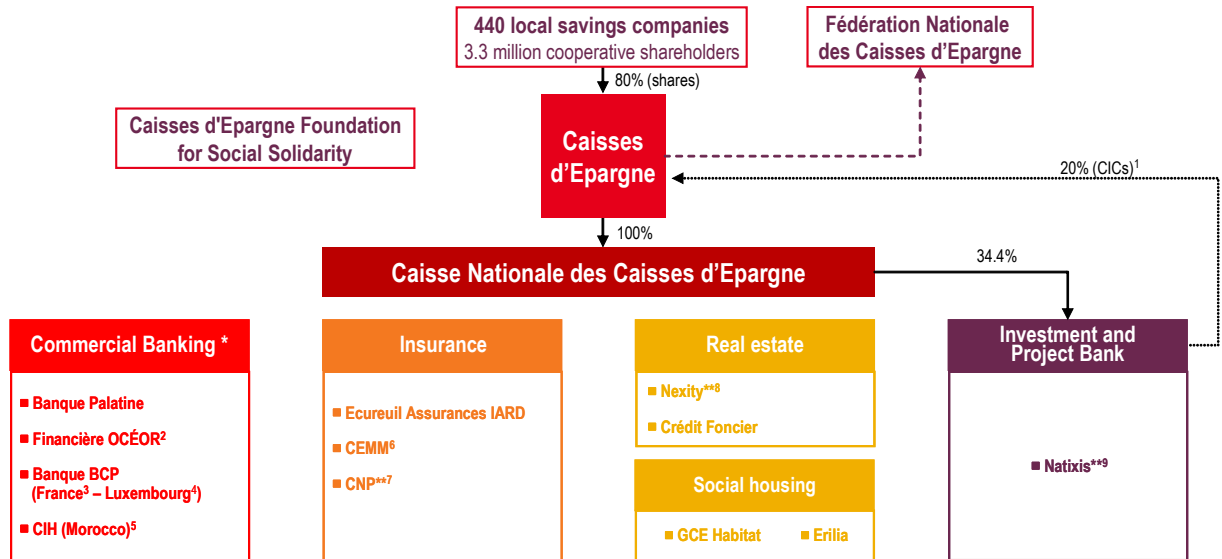 440 local savings companies
3.3 million cooperative shareholders
Fédération Nationale
des Caisses d'Epargne
80% (shares)
Caisses d'Epargne Foundation
for Social Solidarity
Caisses
d'Epargne
20% (CICs)¹
100%
Caisse Nationale des Caisses d'Epargne
34.4%
Commercial Banking *
Banque Palatine
Financière OCÉOR²
Banque BCP
(France³ – Luxembourg⁴)
CIH (Morocco)⁵
Insurance
Ecureuil Assurances IARD
CEMM⁶
CNP**⁷
Real estate
Nexity**⁸
Crédit Foncier
Social housing
GCE Habitat
Erilia
Investment and
Project Bank
Natixis**⁹